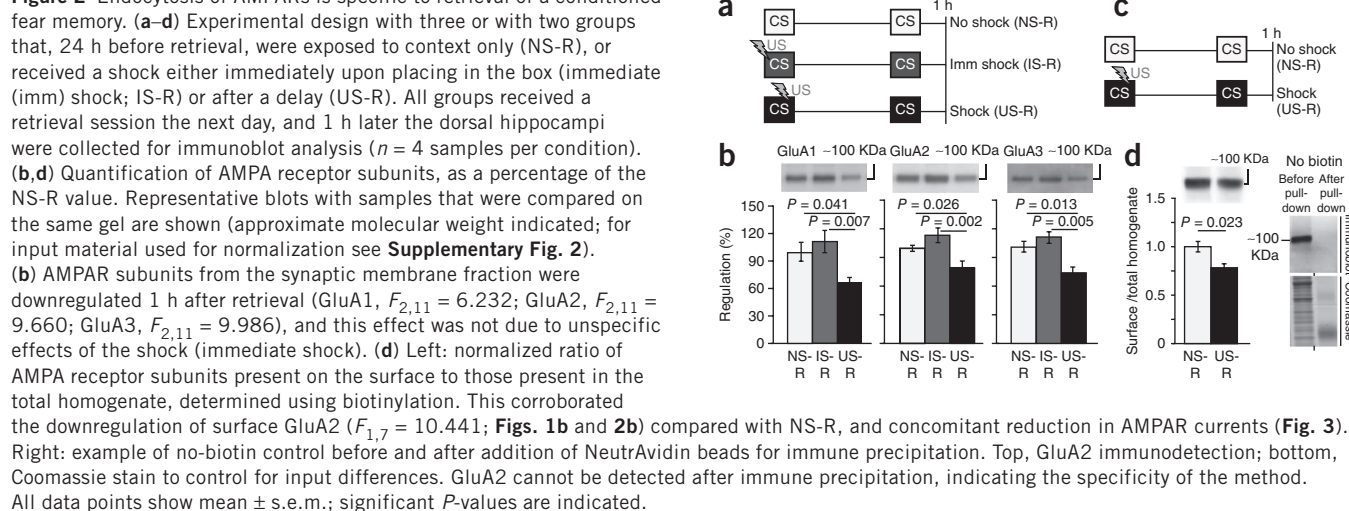 Figure 2 Endocytosis of AMPARs is specific to retrieval of a conditioned
fear memory. (a–d) Experimental design with three or with two groups
that, 24 h before retrieval, were exposed to context only (NS-R), or
received a shock either immediately upon placing in the box (immediate
(imm) shock; IS-R) or after a delay (US-R). All groups received a
retrieval session the next day, and 1 h later the dorsal hippocampi
were collected for immunoblot analysis (n = 4 samples per condition).
(b,d) Quantification of AMPA receptor subunits, as a percentage of the
NS-R value. Representative blots with samples that were compared on
the same gel are shown (approximate molecular weight indicated; for
input material used for normalization see Supplementary Fig. 2).
(b) AMPAR subunits from the synaptic membrane fraction were
downregulated 1 h after retrieval (GluA1, F2,11 = 6.232; GluA2, F2,11 =
9.660; GluA3, F2,11 = 9.986), and this effect was not due to unspecific
effects of the shock (immediate shock). (d) Left: normalized ratio of
AMPA receptor subunits present on the surface to those present in the
total homogenate, determined using biotinylation. This corroborated
the downregulation of surface GluA2 (F1,7 = 10.441; Figs. 1b and 2b) compared with NS-R, and concomitant reduction in AMPAR currents (Fig. 3).
Right: example of no-biotin control before and after addition of NeutrAvidin beads for immune precipitation. Top, GluA2 immunodetection; bottom,
Coomassie stain to control for input differences. GluA2 cannot be detected after immune precipitation, indicating the specificity of the method.
All data points show mean ± s.e.m.; significant P-values are indicated.
a
1 h
CS CS No shock (NS-R)
US
CS CS Imm shock (IS-R)
US
CS CS Shock (US-R)
c
1 h
CS CS No shock
(NS-R)
US
CS CS Shock
(US-R)
b
GluA1 ~100 KDa GluA2 ~100 KDa GluA3 ~100 KDa
Regulation (%)
150
120
90
60
30
0
P = 0.041
P = 0.007
NS- IS- US-
R R R
P = 0.026
P = 0.002
NS- IS- US-
R R R
P = 0.013
P = 0.005
NS- IS- US-
R R R
d
~100 KDa
Surface /total homogenate
1.5
1.0
0.5
0
P = 0.023
NS- US-
R R
No biotin
Before After
pull- pull-
down down
~100
KDa
Immunoblot
Coomassie